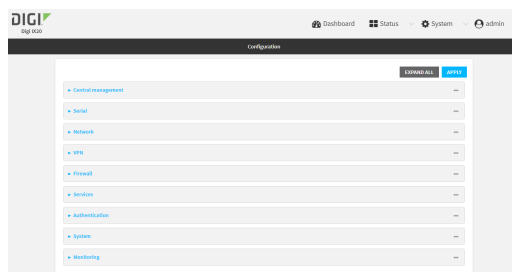 DIGI
Digi IX20
Dashboard
Status
System
admin
Configuration
EXPAND ALL
APPLY
Central management
Serial
Network
VPN
Firewall
Services
Authentication
System
Monitoring